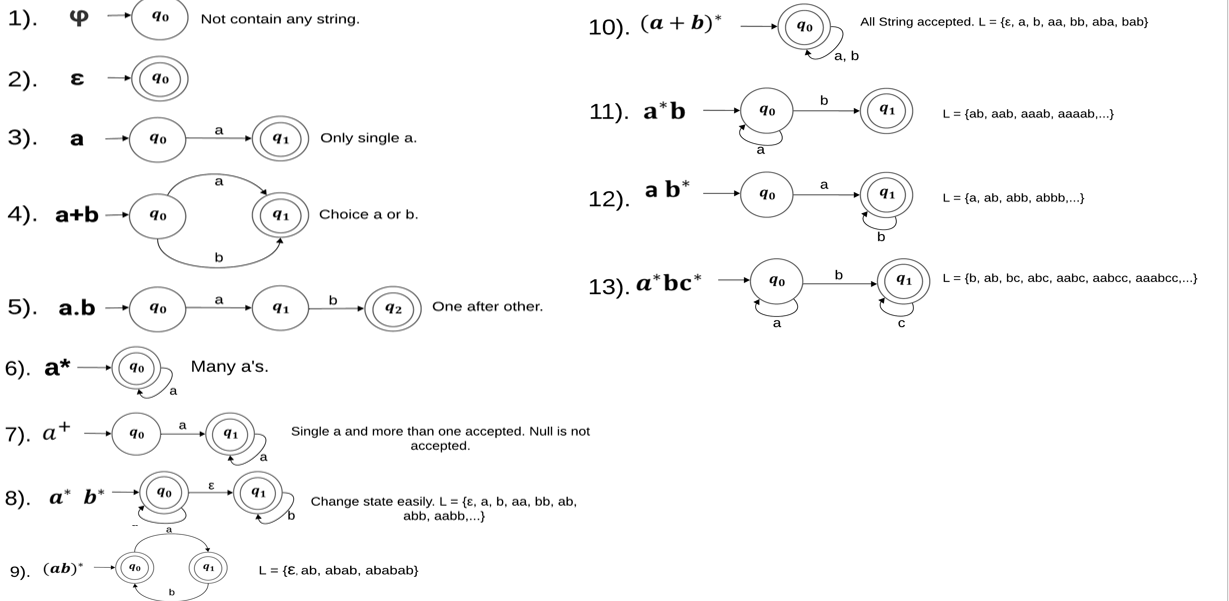 1). φ q₀ Not contain any string.
2). ε q₀
3). a q₀ a q₁ Only single a.
4). a+b q₀ a b q₁ Choice a or b.
5). a.b q₀ a q₁ b q₂ One after other.
6). a* q₀ a Many a's.
7). a⁺ q₀ a q₁ a Single a and more than one accepted. Null is not
accepted.
8). a* b* q₀ a ε q₁ b Change state easily. L = {ε, a, b, aa, bb, ab,
abb, aabb,...}
9). (ab)* q₀ a b q₁ L = {ε, ab, abab, ababab}
10). (a + b)* q₀ a, b All String accepted. L = {ε, a, b, aa, bb, aba, bab}
11). a*b q₀ a b q₁ L = {ab, aab, aaab, aaaab,...}
12). a b* q₀ a q₁ b L = {a, ab, abb, abbb,...}
13). a*bc* q₀ a b q₁ c L = {b, ab, bc, abc, aabc, aabcc, aaabcc,...}